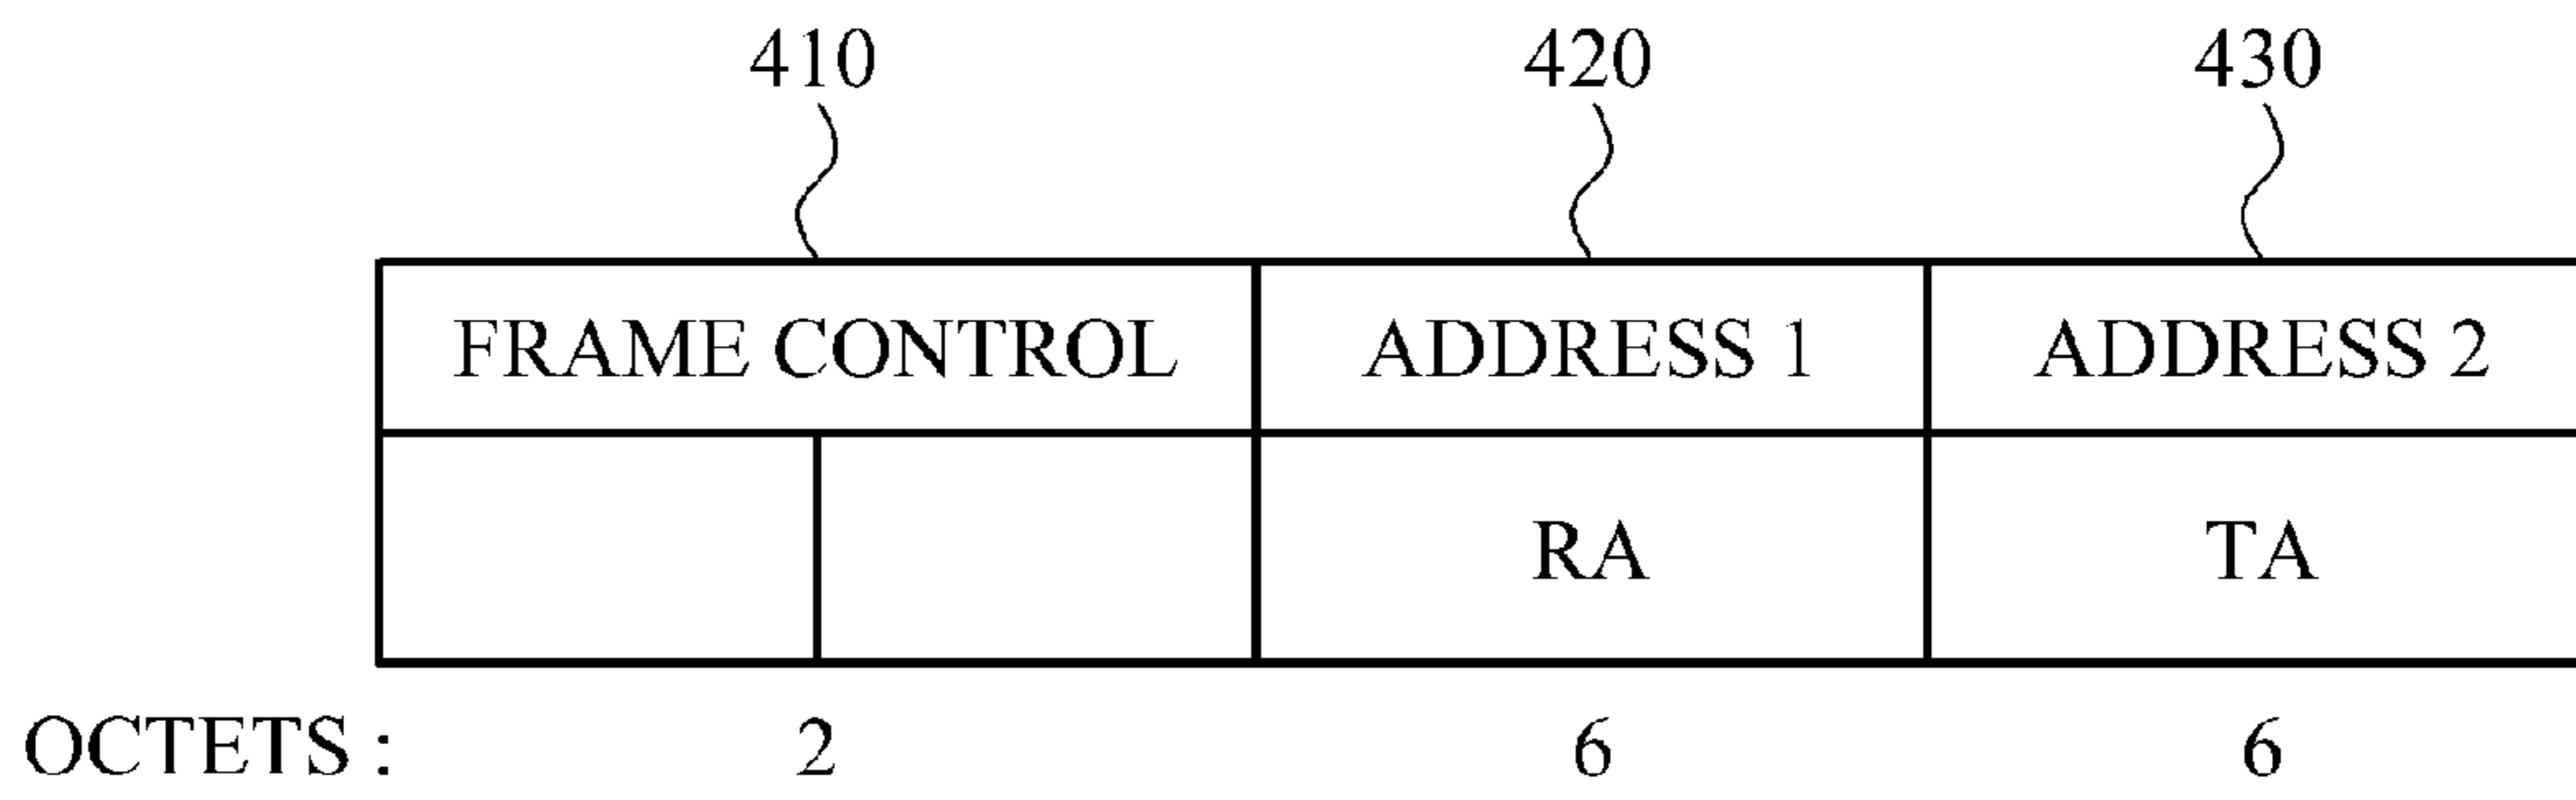 410 420 430
FRAME CONTROL ADDRESS 1 ADDRESS 2
RA TA
OCTETS : 2 6 6